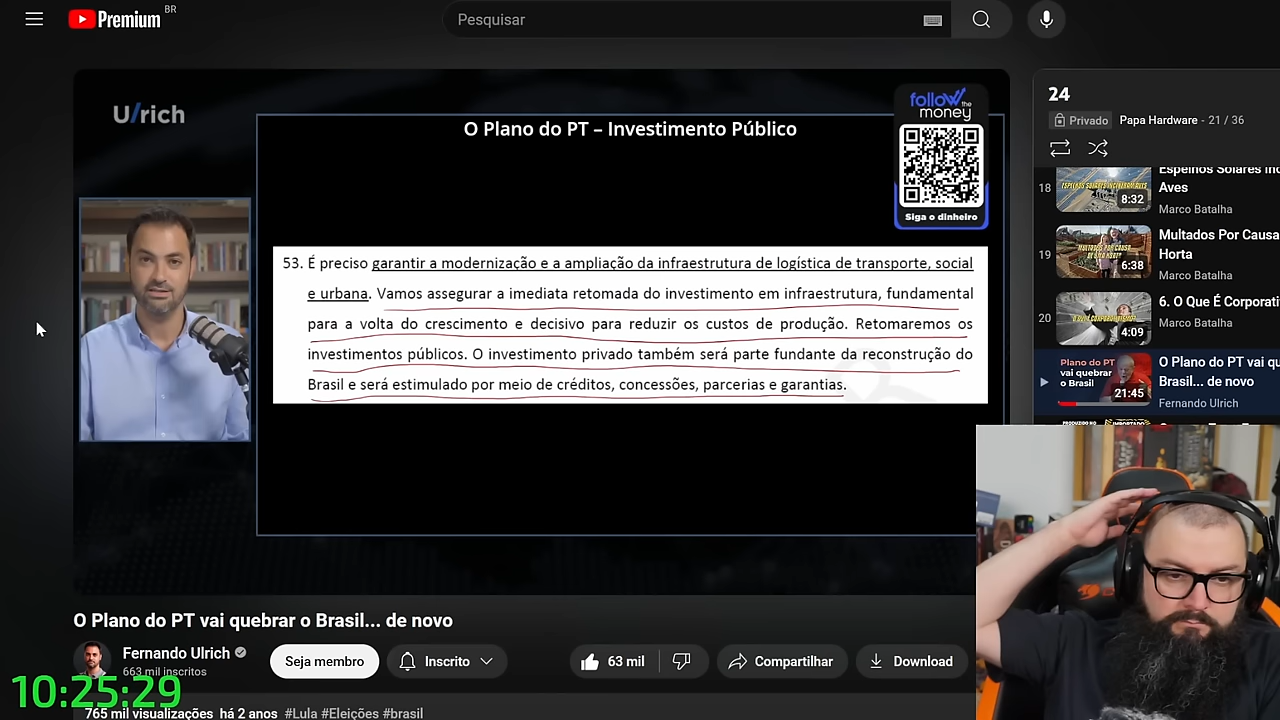 Premium BR
Pesquisar
U/rich
O Plano do PT – Investimento Público
follow the money
Siga o dinheiro
53. É preciso garantir a modernização e a ampliação da infraestrutura de logística de transporte, social
e urbana. Vamos assegurar a imediata retomada do investimento em infraestrutura, fundamental
para a volta do crescimento e decisivo para reduzir os custos de produção. Retomaremos os
investimentos públicos. O investimento privado também será parte fundante da reconstrução do
Brasil e será estimulado por meio de créditos, concessões, parcerias e garantias.
24
Privado Papa Hardware - 21 / 36
18
8:32
Aves
Marco Batalha
19
6:38
Multados Por Causa
Horta
Marco Batalha
20
4:09
6. O Que É Corporati
Marco Batalha
Plano do PT
vai quebrar
o Brasil
21:45
O Plano do PT vai qu
Brasil... de novo
Fernando Ulrich
O Plano do PT vai quebrar o Brasil... de novo
Fernando Ulrich
663 mil inscritos
Seja membro
Inscrito
63 mil
Compartilhar
Download
10:25:29
765 mil visualizações há 2 anos #Lula #Eleições #brasil